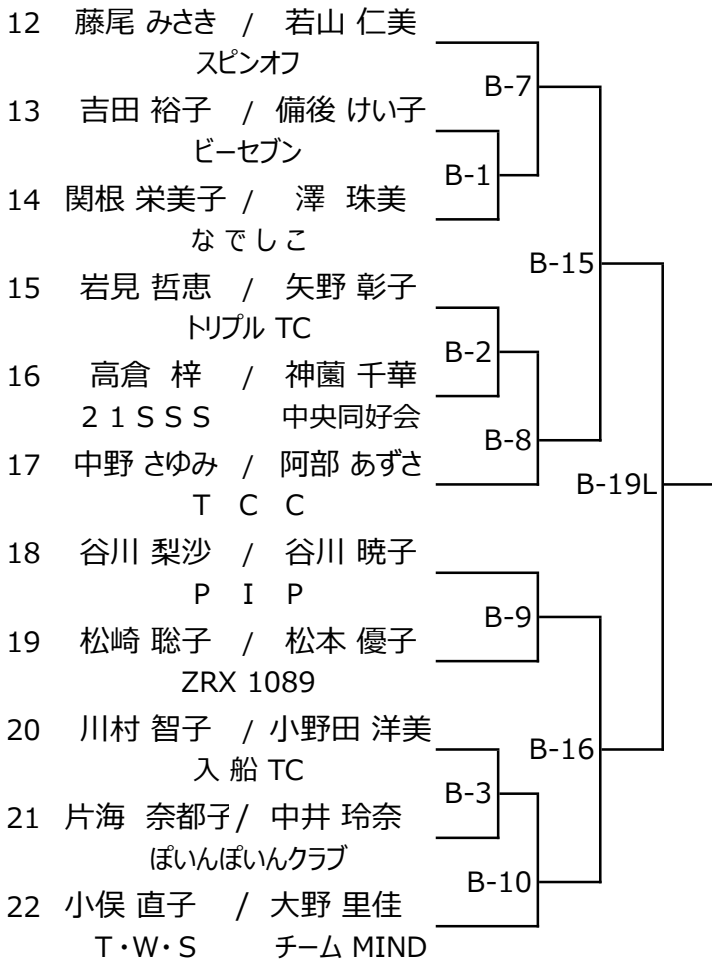 12 藤尾 みさき / 若山 仁美
スピンオフ
B-7
13 吉田 裕子 / 備後 けい子
ビーセブン
B-1
14 関根 栄美子 / 澤 珠美
な で し こ
B-15
15 岩見 哲恵 / 矢野 彰子
トリプル TC
B-2
16 高倉 梓 / 神薗 千華
２１ＳＳＳ 中央同好会
B-8
17 中野 さゆみ / 阿部 あずさ
B-19L
T C C
18 谷川 梨沙 / 谷川 暁子
P I P
B-9
19 松崎 聡子 / 松本 優子
ZRX 1089
20 川村 智子 / 小野田 洋美
B-16
入 船 TC
B-3
21 片海 奈都子 / 中井 玲奈
ぽいんぽいんクラブ
B-10
22 小俣 直子 / 大野 里佳
T・W・S チーム MIND